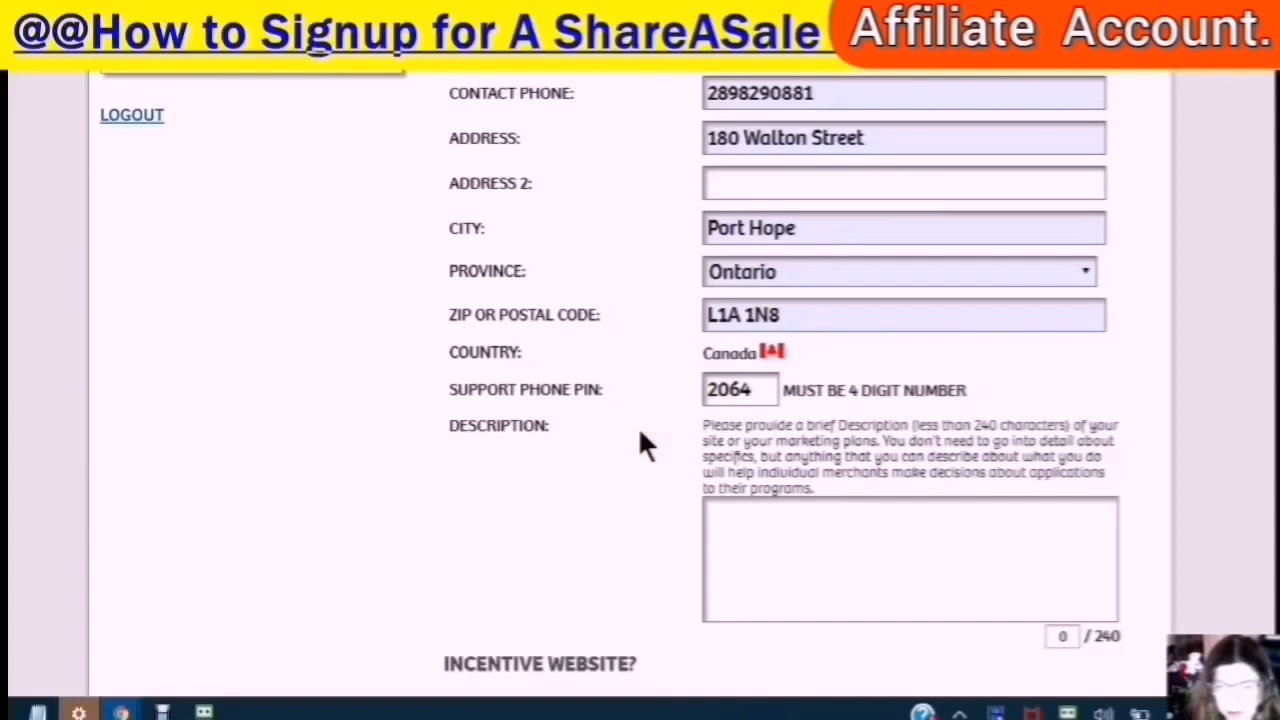 @@How to Signup for A ShareASale Affiliate Account.
CONTACT PHONE: 2898290881
LOGOUT
ADDRESS: 180 Walton Street
ADDRESS 2:
CITY: Port Hope
PROVINCE: Ontario
ZIP OR POSTAL CODE: L1A 1N8
COUNTRY: Canada
SUPPORT PHONE PIN: 2064 MUST BE 4 DIGIT NUMBER
DESCRIPTION: Please provide a brief Description (less than 240 characters) of your
site or your marketing plans. You don't need to go into detail about
specifics, but anything that you can describe about what you do
will help individual merchants make decisions about applications
to their programs.
0 / 240
INCENTIVE WEBSITE?